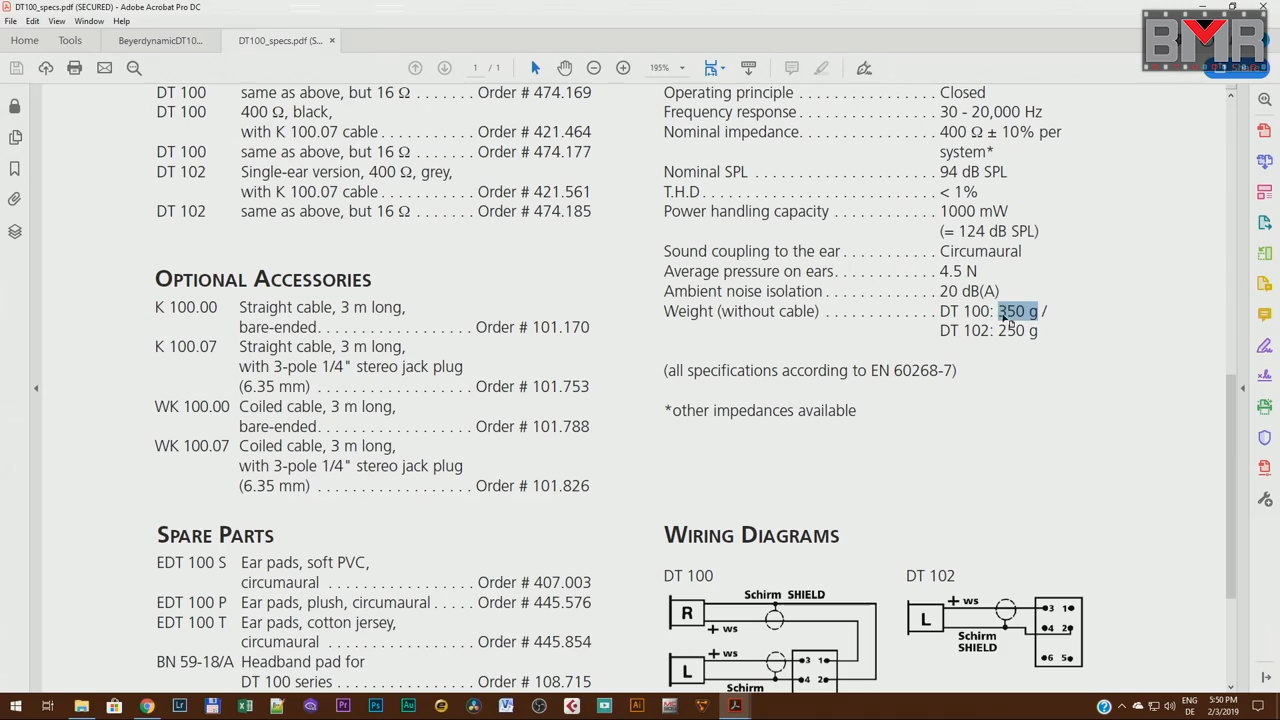 DT100_specs.pdf (SECURED) - Adobe Acrobat Pro DC
File Edit View Window Help
Home Tools BeyerdynamicDT10... DT100_specs.pdf (S... ×
BMR
1 / 1 195%
DT 100 same as above, but 16 Ω . . . . . . . Order # 474.169
DT 100 400 Ω, black,
with K 100.07 cable . . . . . . . . . . . Order # 421.464
DT 100 same as above, but 16 Ω . . . . . . . Order # 474.177
DT 102 Single-ear version, 400 Ω, grey,
with K 100.07 cable . . . . . . . . . . . Order # 421.561
DT 102 same as above, but 16 Ω . . . . . . . Order # 474.185
OPTIONAL ACCESSORIES
K 100.00 Straight cable, 3 m long,
bare-ended. . . . . . . . . . . . . . . . . . Order # 101.170
K 100.07 Straight cable, 3 m long,
with 3-pole 1/4" stereo jack plug
(6.35 mm) . . . . . . . . . . . . . . . . . . Order # 101.753
WK 100.00 Coiled cable, 3 m long,
bare-ended. . . . . . . . . . . . . . . . . . Order # 101.788
WK 100.07 Coiled cable, 3 m long,
with 3-pole 1/4" stereo jack plug
(6.35 mm) . . . . . . . . . . . . . . . . . . Order # 101.826
SPARE PARTS
EDT 100 S Ear pads, soft PVC,
circumaural . . . . . . . . . . . . . . . . . Order # 407.003
EDT 100 P Ear pads, plush, circumaural . . . . . Order # 445.576
EDT 100 T Ear pads, cotton jersey,
circumaural . . . . . . . . . . . . . . . . . Order # 445.854
BN 59-18/A Headband pad for
DT 100 series . . . . . . . . . . . . . . . Order # 108.715
Operating principle . . . . . . . . . . . . . . . . Closed
Frequency response . . . . . . . . . . . . . . . 30 - 20,000 Hz
Nominal impedance. . . . . . . . . . . . . . . . 400 Ω ± 10% per
system*
Nominal SPL . . . . . . . . . . . . . . . . . . . . 94 dB SPL
T.H.D . . . . . . . . . . . . . . . . . . . . . . . . . . < 1%
Power handling capacity . . . . . . . . . . . . 1000 mW
(= 124 dB SPL)
Sound coupling to the ear . . . . . . . . . . . Circumaural
Average pressure on ears. . . . . . . . . . . . 4.5 N
Ambient noise isolation . . . . . . . . . . . . . 20 dB(A)
Weight (without cable) . . . . . . . . . . . . . DT 100: 350 g /
DT 102: 250 g
(all specifications according to EN 60268-7)
*other impedances available
WIRING DIAGRAMS
DT 100 DT 102
Schirm SHIELD
R
+ ws
L
+ ws
Schirm
3 1
4 2
L
+ ws
Schirm
SHIELD
3 1
4 2
6 5
ENG 5:50 PM
DE 2/3/2019